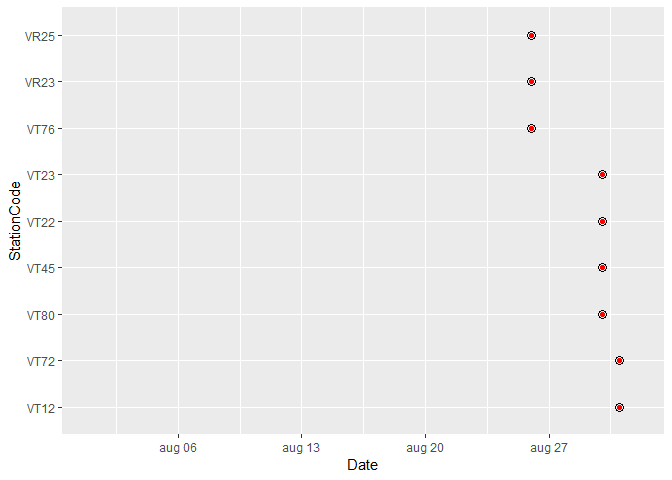 VR25
VR23
VT76
VT23
VT22
VT45
VT80
VT72
VT12
StationCode
aug 06 aug 13 aug 20 aug 27
Date